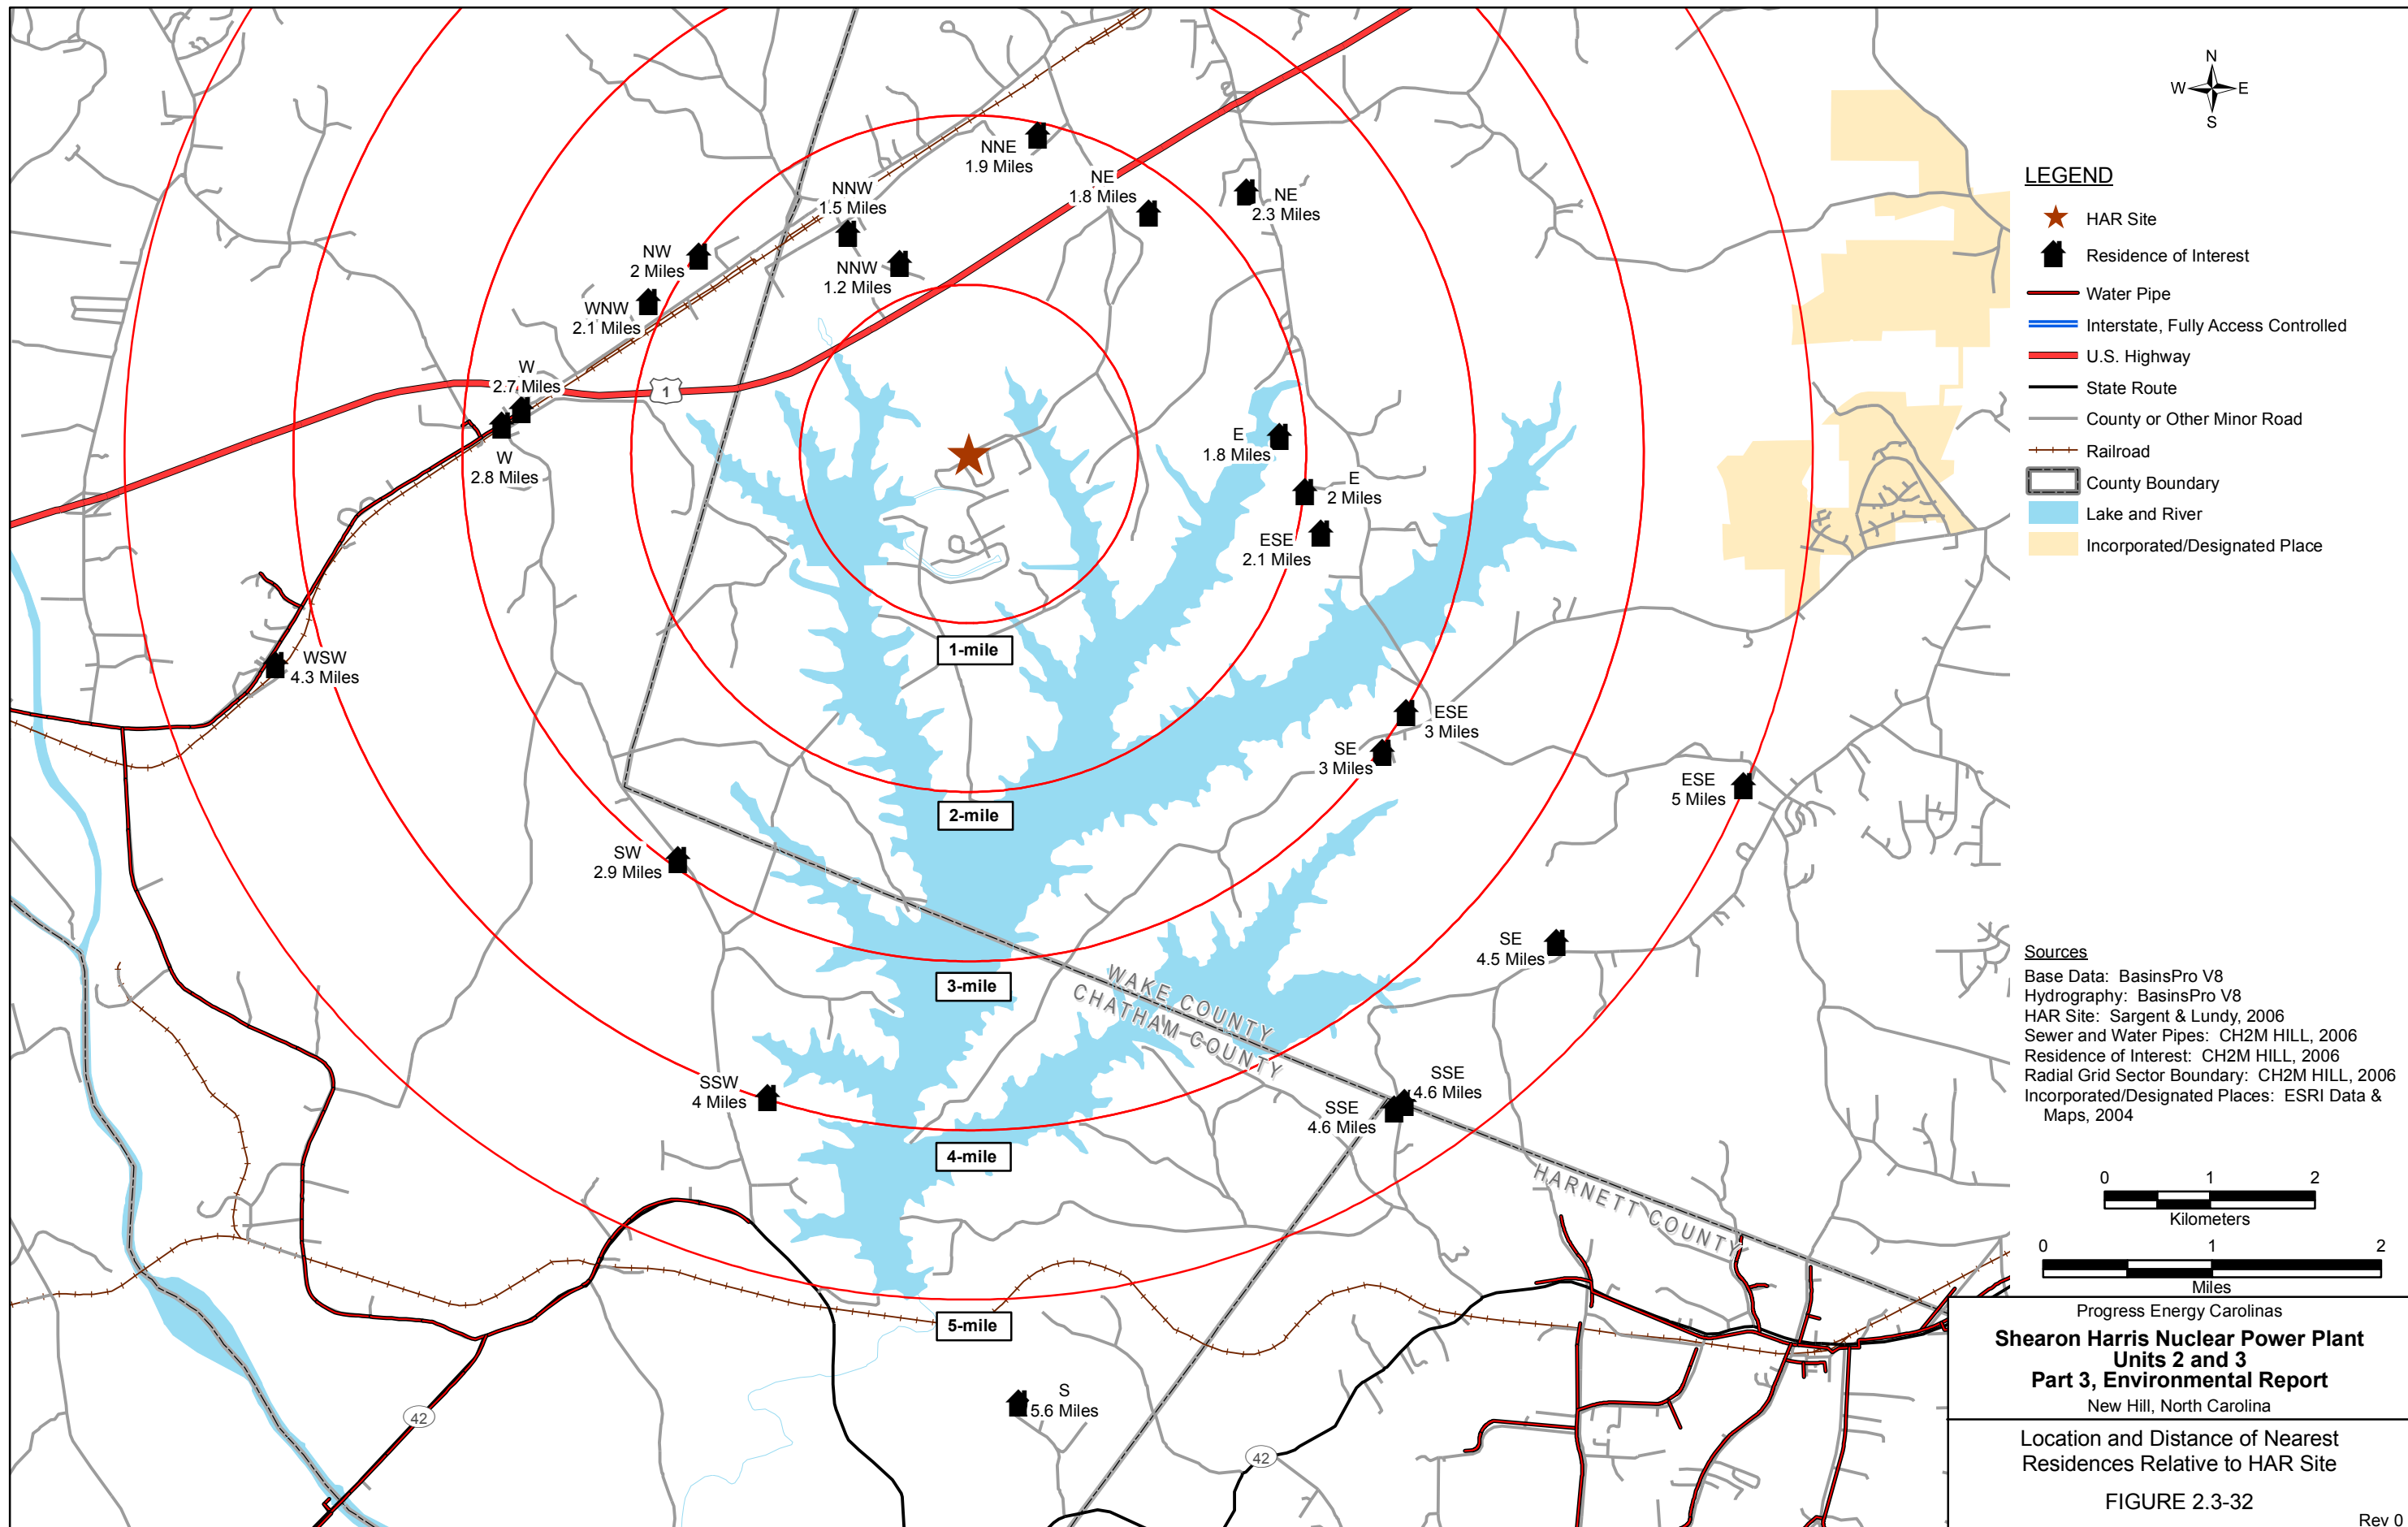 N
W
E
S
NNE
1.9 Miles
NE
1.8 Miles
NE
2.3 Miles
NNW
1.5 Miles
NNW
1.2 Miles
NW
2 Miles
WNW
2.1 Miles
W
2.7 Miles
1
W
2.8 Miles
E
1.8 Miles
E
2 Miles
ESE
2.1 Miles
WSW
4.3 Miles
1-mile
ESE
3 Miles
SE
3 Miles
ESE
5 Miles
2-mile
SW
2.9 Miles
SE
4.5 Miles
3-mile
WAKE COUNTY
CHATHAM COUNTY
SSW
4 Miles
SSE
4.6 Miles
SSE
4.6 Miles
4-mile
HARNETT COUNTY
5-mile
S
5.6 Miles
42
42
LEGEND
HAR Site
Residence of Interest
Water Pipe
Interstate, Fully Access Controlled
U.S. Highway
State Route
County or Other Minor Road
Railroad
County Boundary
Lake and River
Incorporated/Designated Place
Sources
Base Data: BasinsPro V8
Hydrography: BasinsPro V8
HAR Site: Sargent & Lundy, 2006
Sewer and Water Pipes: CH2M HILL, 2006
Residence of Interest: CH2M HILL, 2006
Radial Grid Sector Boundary: CH2M HILL, 2006
Incorporated/Designated Places: ESRI Data &
Maps, 2004
0 1 2
Kilometers
0 1 2
Miles
Progress Energy Carolinas
Shearon Harris Nuclear Power Plant
Units 2 and 3
Part 3, Environmental Report
New Hill, North Carolina
Location and Distance of Nearest
Residences Relative to HAR Site
FIGURE 2.3-32
Rev 0